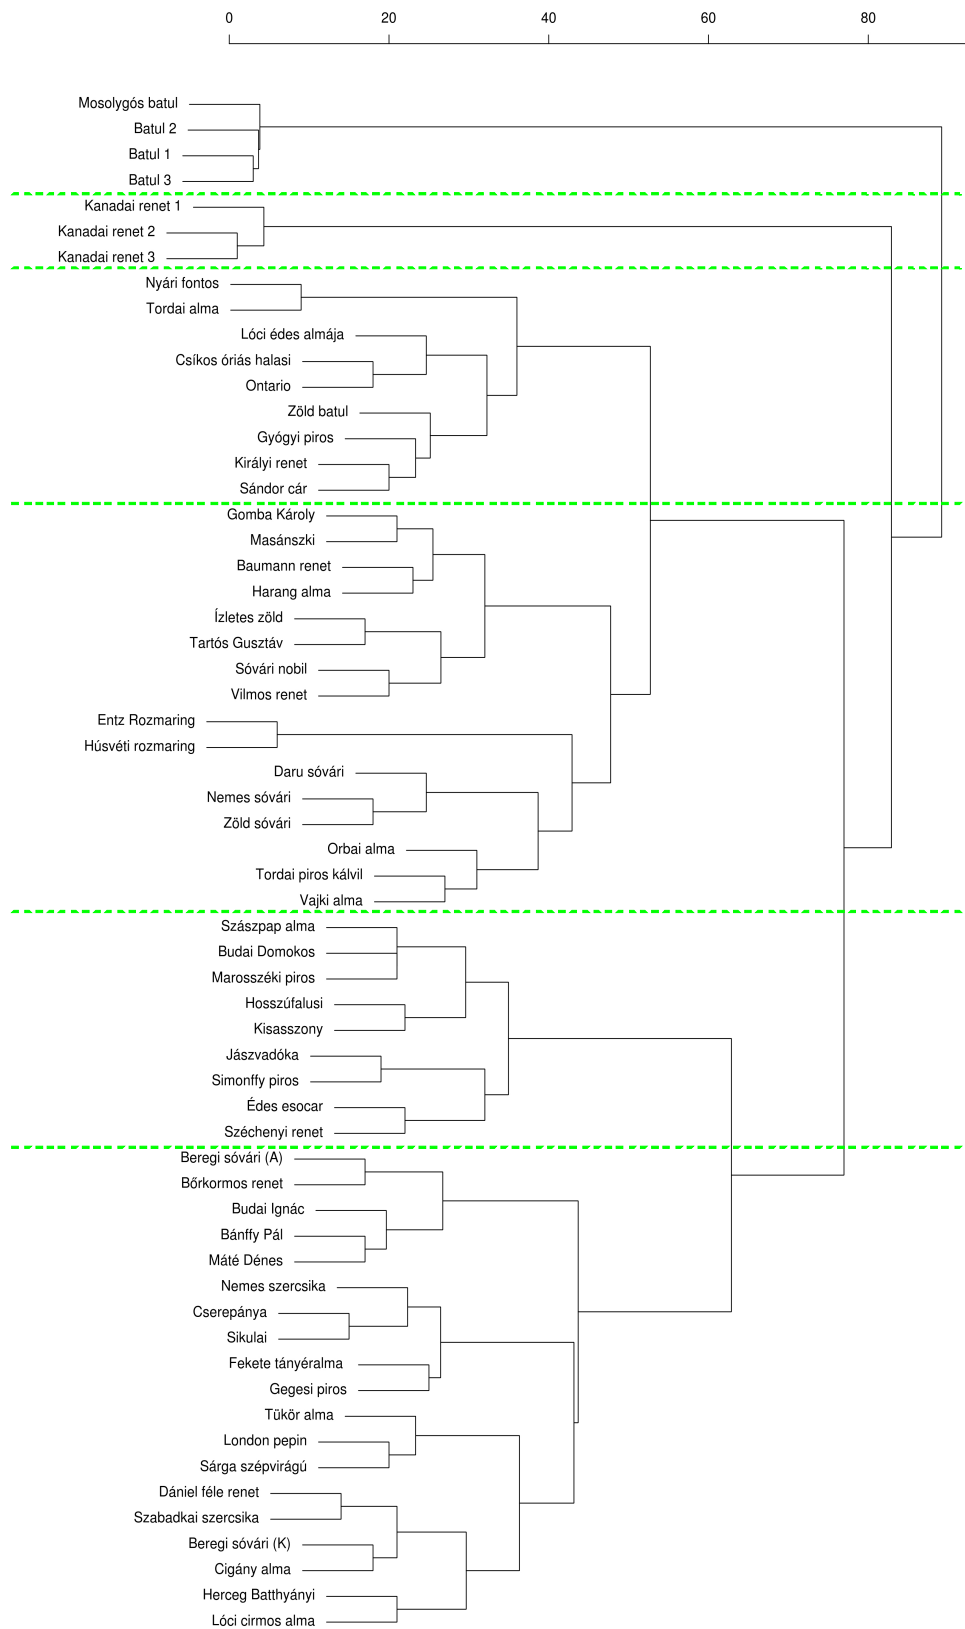 0 20 40 60 80
Mosolygós batul
Batul 2
Batul 1
Batul 3
Kanadai renet 1
Kanadai renet 2
Kanadai renet 3
Nyári fontos
Tordai alma
Lóci édes almája
Csíkos óriás halasi
Ontario
Zöld batul
Gyógyi piros
Királyi renet
Sándor cár
Gomba Károly
Masánszki
Baumann renet
Harang alma
Ízletes zöld
Tartós Gusztáv
Sóvári nobil
Vilmos renet
Entz Rozmaring
Húsvéti rozmaring
Daru sóvári
Nemes sóvári
Zöld sóvári
Orbai alma
Tordai piros kálvil
Vajki alma
Szászpap alma
Budai Domokos
Marosszéki piros
Hosszúfalusi
Kisasszony
Jászvadóka
Simonffy piros
Édes esocar
Széchenyi renet
Beregi sóvári (A)
Bőrkormos renet
Budai Ignác
Bánffy Pál
Máté Dénes
Nemes szercsika
Cserepánya
Sikulai
Fekete tányéralma
Gegesi piros
Tükör alma
London pepin
Sárga szépvirágú
Dániel féle renet
Szabadkai szercsika
Beregi sóvári (K)
Cigány alma
Herceg Batthyányi
Lóci cirmos alma